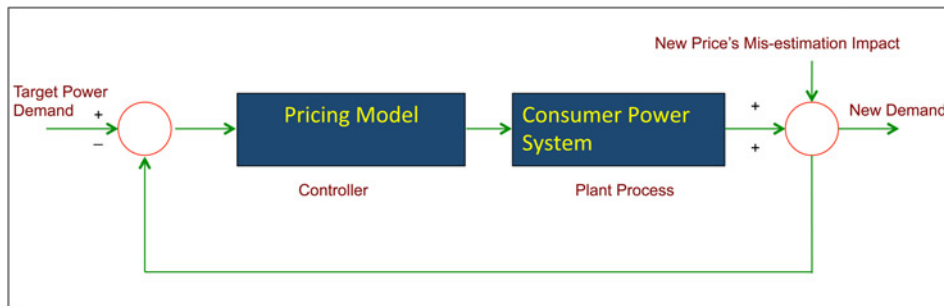 New Price's Mis-estimation Impact
Target Power
Demand
+
−
Pricing Model
Consumer Power
System
+
+
New Demand
Controller
Plant Process